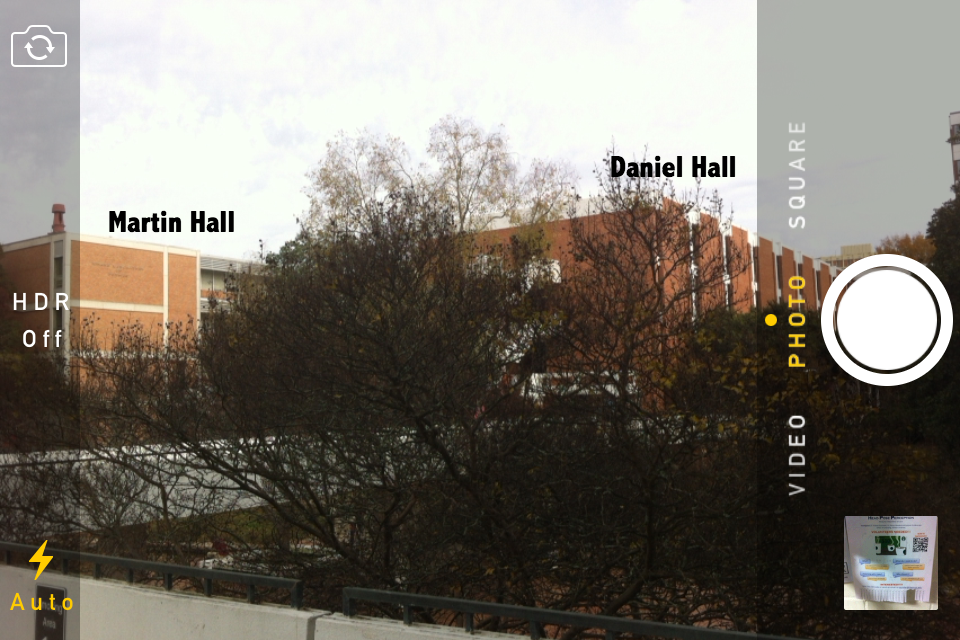 Daniel Hall
Martin Hall
HDR
Off
SQUARE
PHOTO
VIDEO
Auto